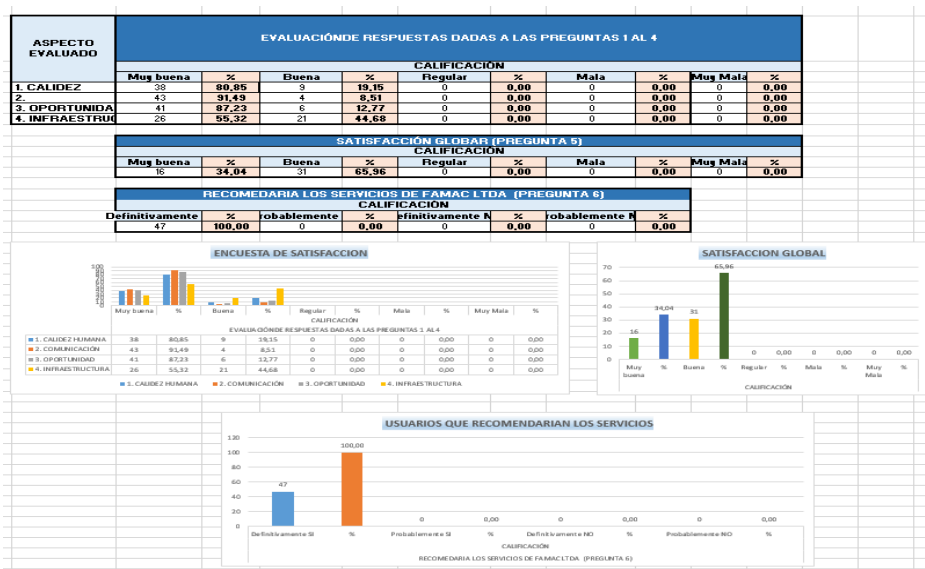 ASPECTO EVALUADO
EVALUACIÓNDE RESPUESTAS DADAS A LAS PREGUNTAS 1 AL 4
CALIFICACIÓN
Muy buena % Buena % Regular % Mala % Muy Mala %
1. CALIDEZ 38 80,85 9 19,15 0 0,00 0 0,00 0 0,00
2. 43 91,49 4 8,51 0 0,00 0 0,00 0 0,00
3. OPORTUNIDA 41 87,23 6 12,77 0 0,00 0 0,00 0 0,00
4. INFRAESTRUC 26 55,32 21 44,68 0 0,00 0 0,00 0 0,00
SATISFACCIÓN GLOBAR (PREGUNTA 5)
CALIFICACIÓN
Muy buena % Buena % Regular % Mala % Muy Mala %
16 34,04 31 65,96 0 0,00 0 0,00 0 0,00
RECOMEDARIA LOS SERVICIOS DE FAMAC LTDA (PREGUNTA 6)
CALIFICACIÓN
Definitivamente % robablemente % efinitivamente N % robablemente N %
47 100,00 0 0,00 0 0,00 0 0,00
ENCUESTA DE SATISFACCION
100
90
80
70
60
50
40
30
20
10
0
Muy buena % Buena % Regular % Mala % Muy Mala %
CALIFICACIÓN
EVALUACIÓNDE RESPUESTAS DADAS A LAS PREGUNTAS 1 AL 4
1. CALIDEZ HUMANA 38 80,85 9 19,15 0 0,00 0 0,00 0 0,00
2. COMUNICACIÓN 43 91,49 4 8,51 0 0,00 0 0,00 0 0,00
3. OPORTUNIDAD 41 87,23 6 12,77 0 0,00 0 0,00 0 0,00
4. INFRAESTRUCTURA 26 55,32 21 44,68 0 0,00 0 0,00 0 0,00
1. CALIDEZ HUMANA 2. COMUNICACIÓN 3. OPORTUNIDAD 4. INFRAESTRUCTURA
SATISFACCION GLOBAL
70
60
50
40
30
20
10
0
16 34,04 31 65,96 0 0,00 0 0,00 0 0,00
Muy buena % Buena % Regular % Mala % Muy Mala %
CALIFICACIÓN
USUARIOS QUE RECOMENDARIAN LOS SERVICIOS
120
100
80
60
40
20
0
47 100,00 0 0,00 0 0,00 0 0,00
Definitivamente SI % Probablemente SI % Definitivamente NO % Probablemente NO %
CALIFICACIÓN
RECOMEDARIA LOS SERVICIOS DE FAMAC LTDA (PREGUNTA 6)